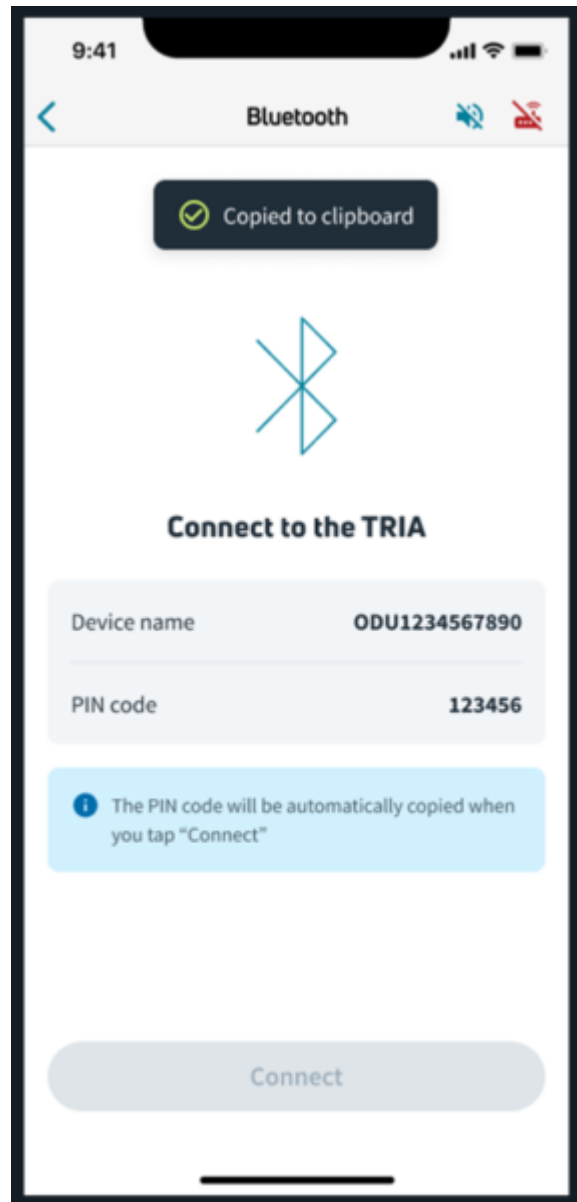 9:41
Bluetooth
Copied to clipboard
Connect to the TRIA
Device name ODU1234567890
PIN code 123456
The PIN code will be automatically copied when
you tap “Connect”
Connect